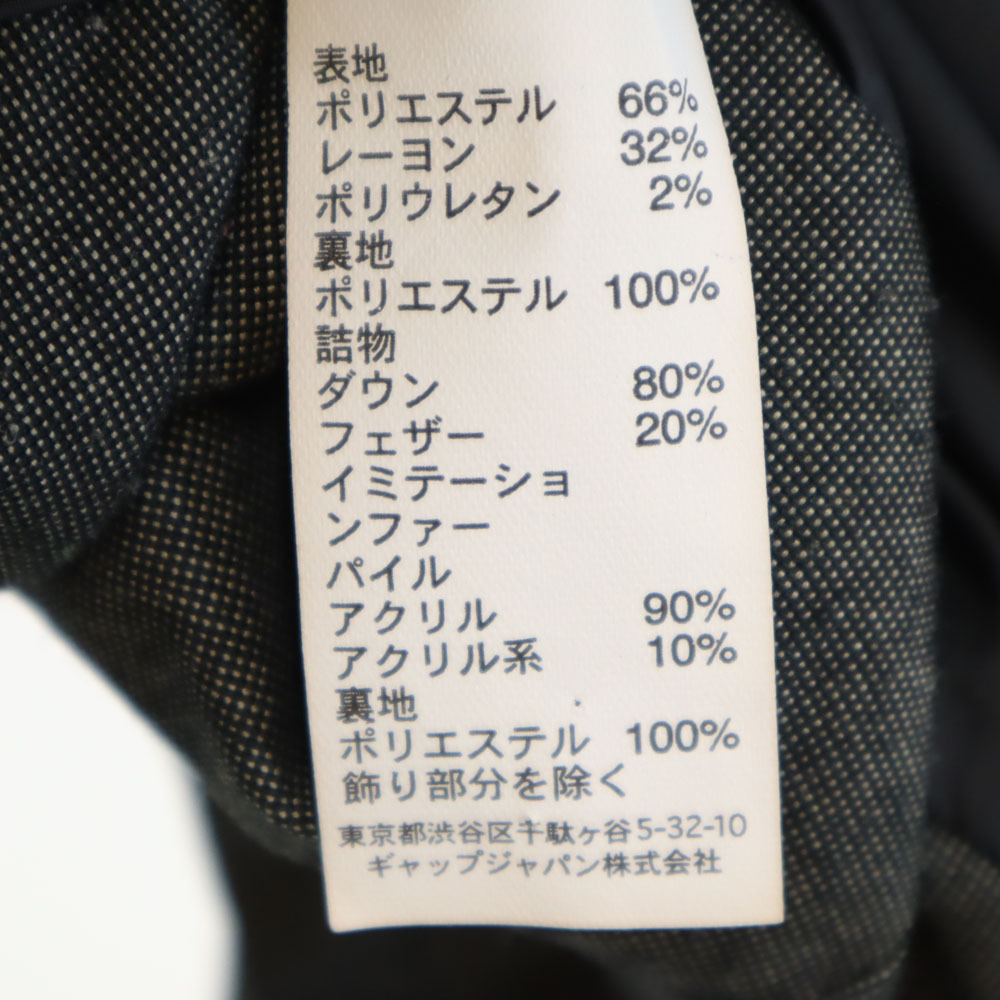 表地
ポリエステル 66%
レーヨン 32%
ポリウレタン 2%
裏地
ポリエステル 100%
詰物
ダウン 80%
フェザー 20%
イミテーショ
ンファー
パイル
アクリル 90%
アクリル系 10%
裏地
ポリエステル 100%
飾り部分を除く
東京都渋谷区千駄ヶ谷5-32-10
ギャップジャパン株式会社